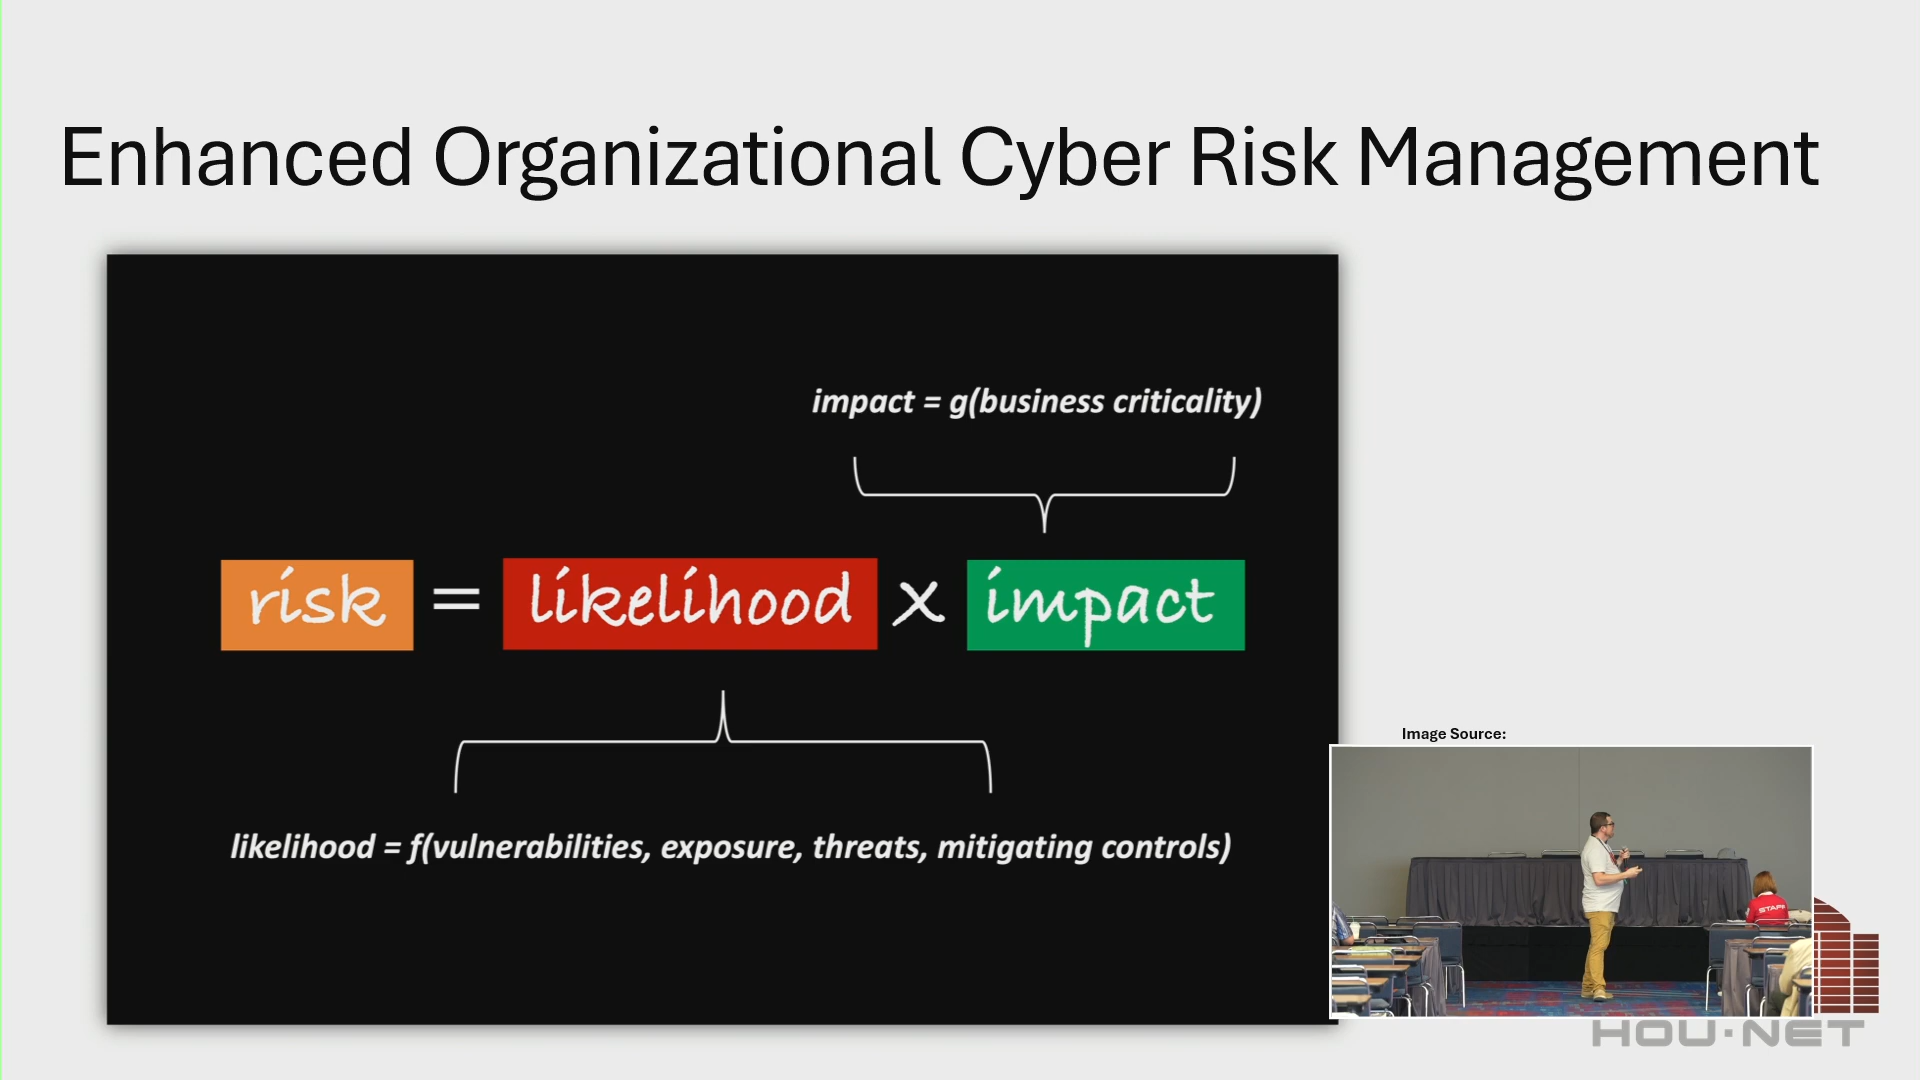 Enhanced Organizational Cyber Risk Management
impact = g(business criticality)
risk = likelihood x impact
likelihood = f(vulnerabilities, exposure, threats, mitigating controls)
Image Source:
STAFF
HOU·NET